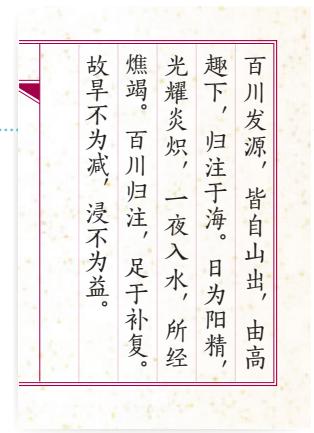 百川发源，皆自山出，由高
趣下，归注于海。日为阳精，
光耀炎炽，一夜入水，所经
燋竭。百川归注，足于补复。
故旱不为减，浸不为益。